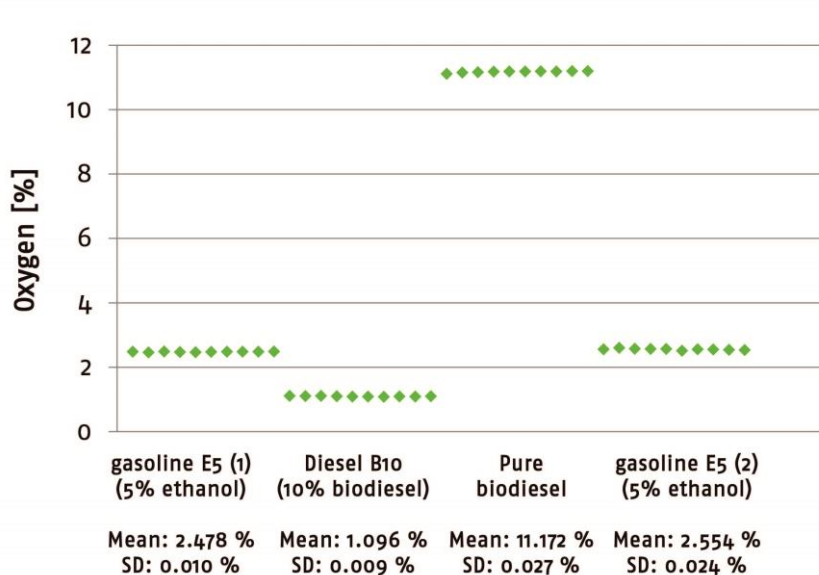 12
10
8
6
4
2
0
Oxygen [%]
gasoline E5 (1)
(5% ethanol)
Mean: 2.478 %
SD: 0.010 %
Diesel B10
(10% biodiesel)
Mean: 1.096 %
SD: 0.009 %
Pure
biodiesel
Mean: 11.172 %
SD: 0.027 %
gasoline E5 (2)
(5% ethanol)
Mean: 2.554 %
SD: 0.024 %